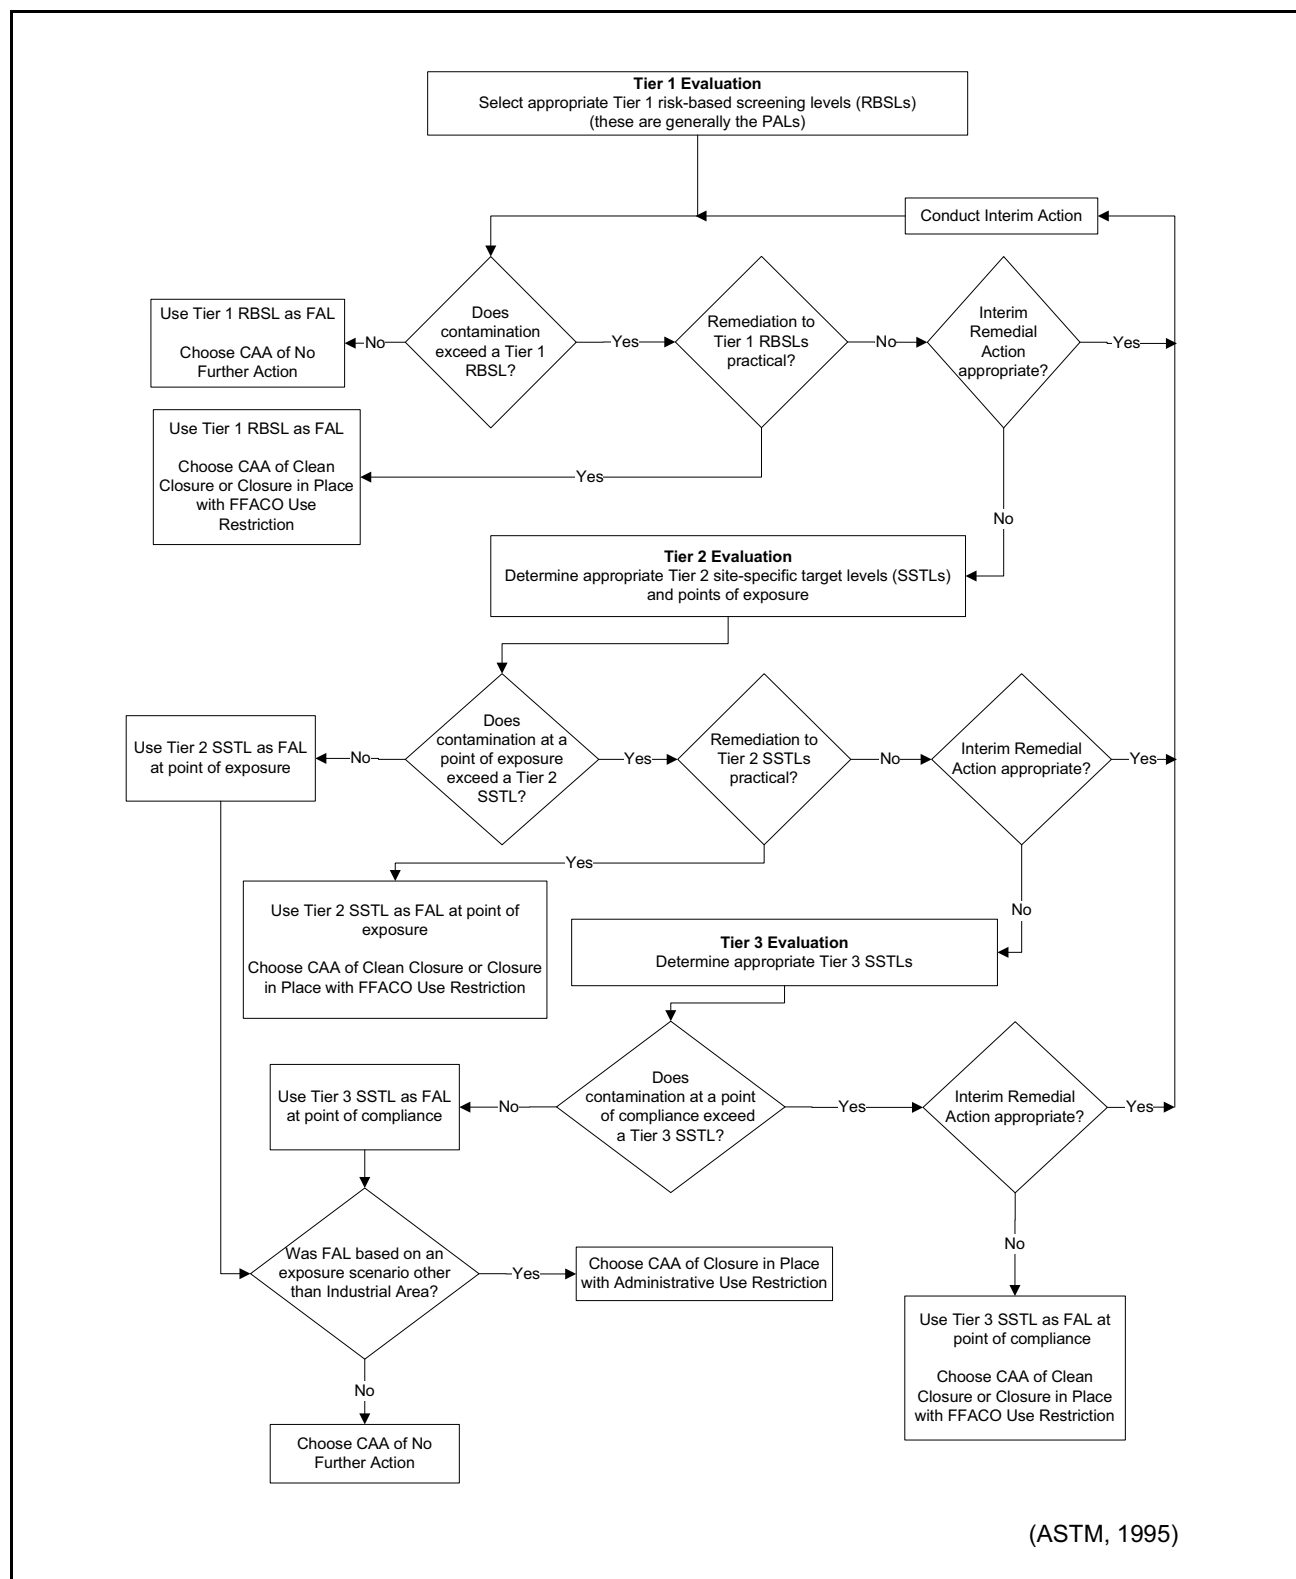 Tier 1 Evaluation
Select appropriate Tier 1 risk-based screening levels (RBSLs)
(these are generally the PALs)
Conduct Interim Action
Use Tier 1 RBSL as FAL
Choose CAA of No
Further Action
No
Does
contamination
exceed a Tier 1
RBSL?
Yes
Remediation to
Tier 1 RBSLs
practical?
No
Interim
Remedial
Action
appropriate?
Yes
Use Tier 1 RBSL as FAL
Choose CAA of Clean
Closure or Closure in Place
with FFACO Use
Restriction
Yes
No
Tier 2 Evaluation
Determine appropriate Tier 2 site-specific target levels (SSTLs)
and points of exposure
Use Tier 2 SSTL as FAL
at point of exposure
No
Does
contamination at a
point of exposure
exceed a Tier 2
SSTL?
Yes
Remediation to
Tier 2 SSTLs
practical?
No
Interim Remedial
Action appropriate?
Yes
Yes
Use Tier 2 SSTL as FAL at point of
exposure
Choose CAA of Clean Closure or Closure
in Place with FFACO Use Restriction
No
Tier 3 Evaluation
Determine appropriate Tier 3 SSTLs
Use Tier 3 SSTL as FAL
at point of compliance
No
Does
contamination at a point
of compliance exceed
a Tier 3 SSTL?
Yes
Interim Remedial
Action appropriate?
Yes
Was FAL based on an
exposure scenario other
than Industrial Area?
Yes
Choose CAA of Closure in Place
with Administrative Use Restriction
No
Use Tier 3 SSTL as FAL at
point of compliance
Choose CAA of Clean
Closure or Closure in Place
with FFACO Use Restriction
No
Choose CAA of No
Further Action
(ASTM, 1995)